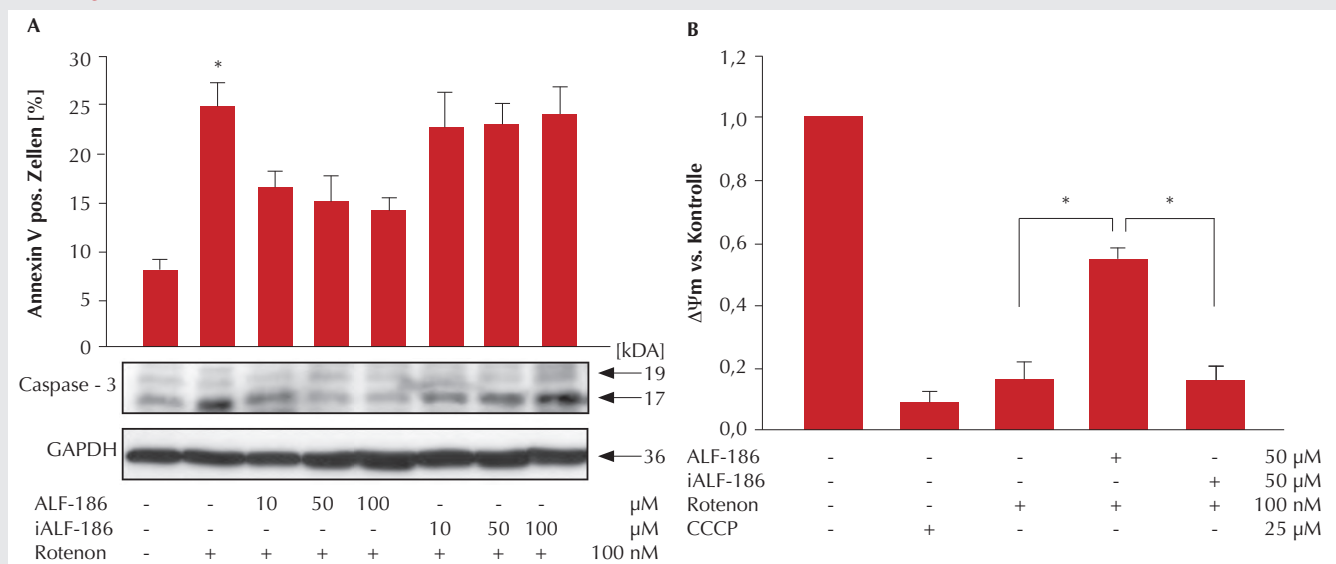 A
Annexin V pos. Zellen [%]
30
25
20
15
10
5
0
*
[kDA]
Caspase - 3
19
17
GAPDH
36
ALF-186 - - 10 50 100 - - - µM
iALF-186 - - - - - 10 50 100 µM
Rotenon - + + + + + + + 100 nM
B
ΔΨm vs. Kontrolle
1,2
1,0
0,8
0,6
0,4
0,2
0,0
* *
ALF-186 - - - + - 50 µM
iALF-186 - - - - + 50 µM
Rotenon - - + + + 100 nM
CCCP - + - - - 25 µM